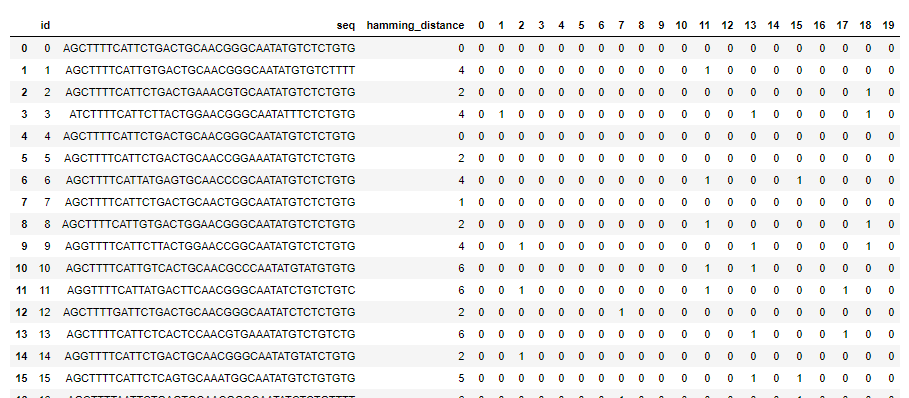 id seq hamming_distance 0 1 2 3 4 5 6 7 8 9 10 11 12 13 14 15 16 17 18 19
0 0 AGCTTTTCATTCTGACTGCAACGGGCAATATGTCTCTGTG 0 0 0 0 0 0 0 0 0 0 0 0 0 0 0 0 0 0 0 0 0
1 1 AGCTTTTCATTGTGACTGCAACGGGCAATATGTGTCTTTT 4 0 0 0 0 0 0 0 0 0 0 0 1 0 0 0 0 0 0 0 0
2 2 AGCTTTTCATTCTGACTGAAACGTGCAATATGTCTCTGTG 2 0 0 0 0 0 0 0 0 0 0 0 0 0 0 0 0 0 0 1 0
3 3 ATCTTTTCATTCTTACTGGAACGGGCAATATTTCTCTGTG 4 0 1 0 0 0 0 0 0 0 0 0 0 0 1 0 0 0 0 1 0
4 4 AGCTTTTCATTCTGACTGCAACGGGCAATATGTCTCTGTG 0 0 0 0 0 0 0 0 0 0 0 0 0 0 0 0 0 0 0 0 0
5 5 AGCTTTTCATTCTGACTGCAACCGGAAATATGTCTCTGTG 2 0 0 0 0 0 0 0 0 0 0 0 0 0 0 0 0 0 0 0 0
6 6 AGCTTTTCATTATGAGTGCAACCCGCAATATGTCTCTGTG 4 0 0 0 0 0 0 0 0 0 0 0 1 0 0 0 1 0 0 0 0
7 7 AGCTTTTCATTCTGACTGCAACTGGCAATATGTCTCTGTG 1 0 0 0 0 0 0 0 0 0 0 0 0 0 0 0 0 0 0 0 0
8 8 AGCTTTTCATTGTGACTGGAACGGGCAATATGTCTCTGTG 2 0 0 0 0 0 0 0 0 0 0 0 1 0 0 0 0 0 0 1 0
9 9 AGGTTTTCATTCTTACTGGAACCGGCAATATGTCTCTGTG 4 0 0 1 0 0 0 0 0 0 0 0 0 0 1 0 0 0 0 1 0
10 10 AGCTTTTCATTGTCACTGCAACGCCCAATATGTATGTGTG 6 0 0 0 0 0 0 0 0 0 0 0 1 0 1 0 0 0 0 0 0
11 11 AGGTTTTCATTATGACTTCAACGGGCAATATCTGTCTGTC 6 0 0 1 0 0 0 0 0 0 0 0 1 0 0 0 0 0 1 0 0
12 12 AGCTTTTGATTCTGACTGCAACGGGCAATATCTCTCTGTG 2 0 0 0 0 0 0 0 1 0 0 0 0 0 0 0 0 0 0 0 0
13 13 AGCTTTTCATTCTCACTCCAACGTGAAATATGTCTGTCTG 6 0 0 0 0 0 0 0 0 0 0 0 0 0 1 0 0 0 1 0 0
14 14 AGGTTTTCATTCTGACTGCAACGGGCAATATGTATCTGTG 2 0 0 1 0 0 0 0 0 0 0 0 0 0 0 0 0 0 0 0 0
15 15 AGCTTTTCATTCTCAGTGCAAATGGCAATATGTCTGTGTG 5 0 0 0 0 0 0 0 0 0 0 0 0 0 1 0 1 0 0 0 0